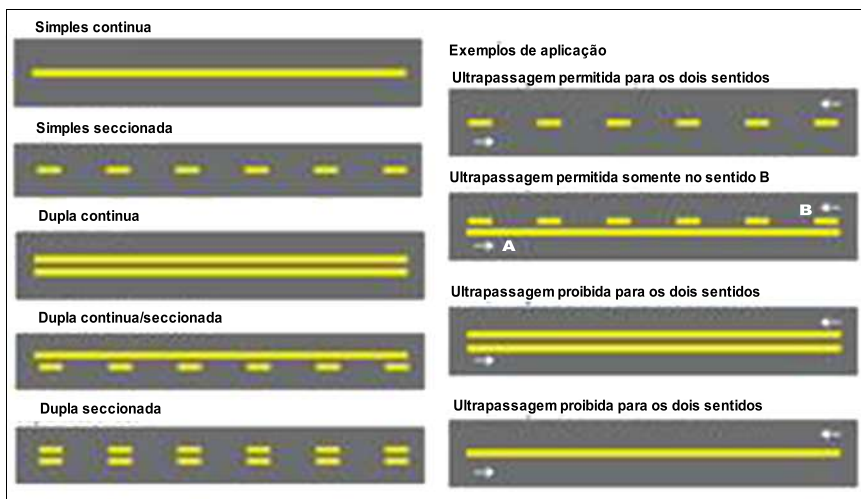 Simples continua
Simples seccionada
Dupla continua
Dupla continua/seccionada
Dupla seccionada
Exemplos de aplicação
Ultrapassagem permitida para os dois sentidos
Ultrapassagem permitida somente no sentido B
B
A
Ultrapassagem proibida para os dois sentidos
Ultrapassagem proibida para os dois sentidos